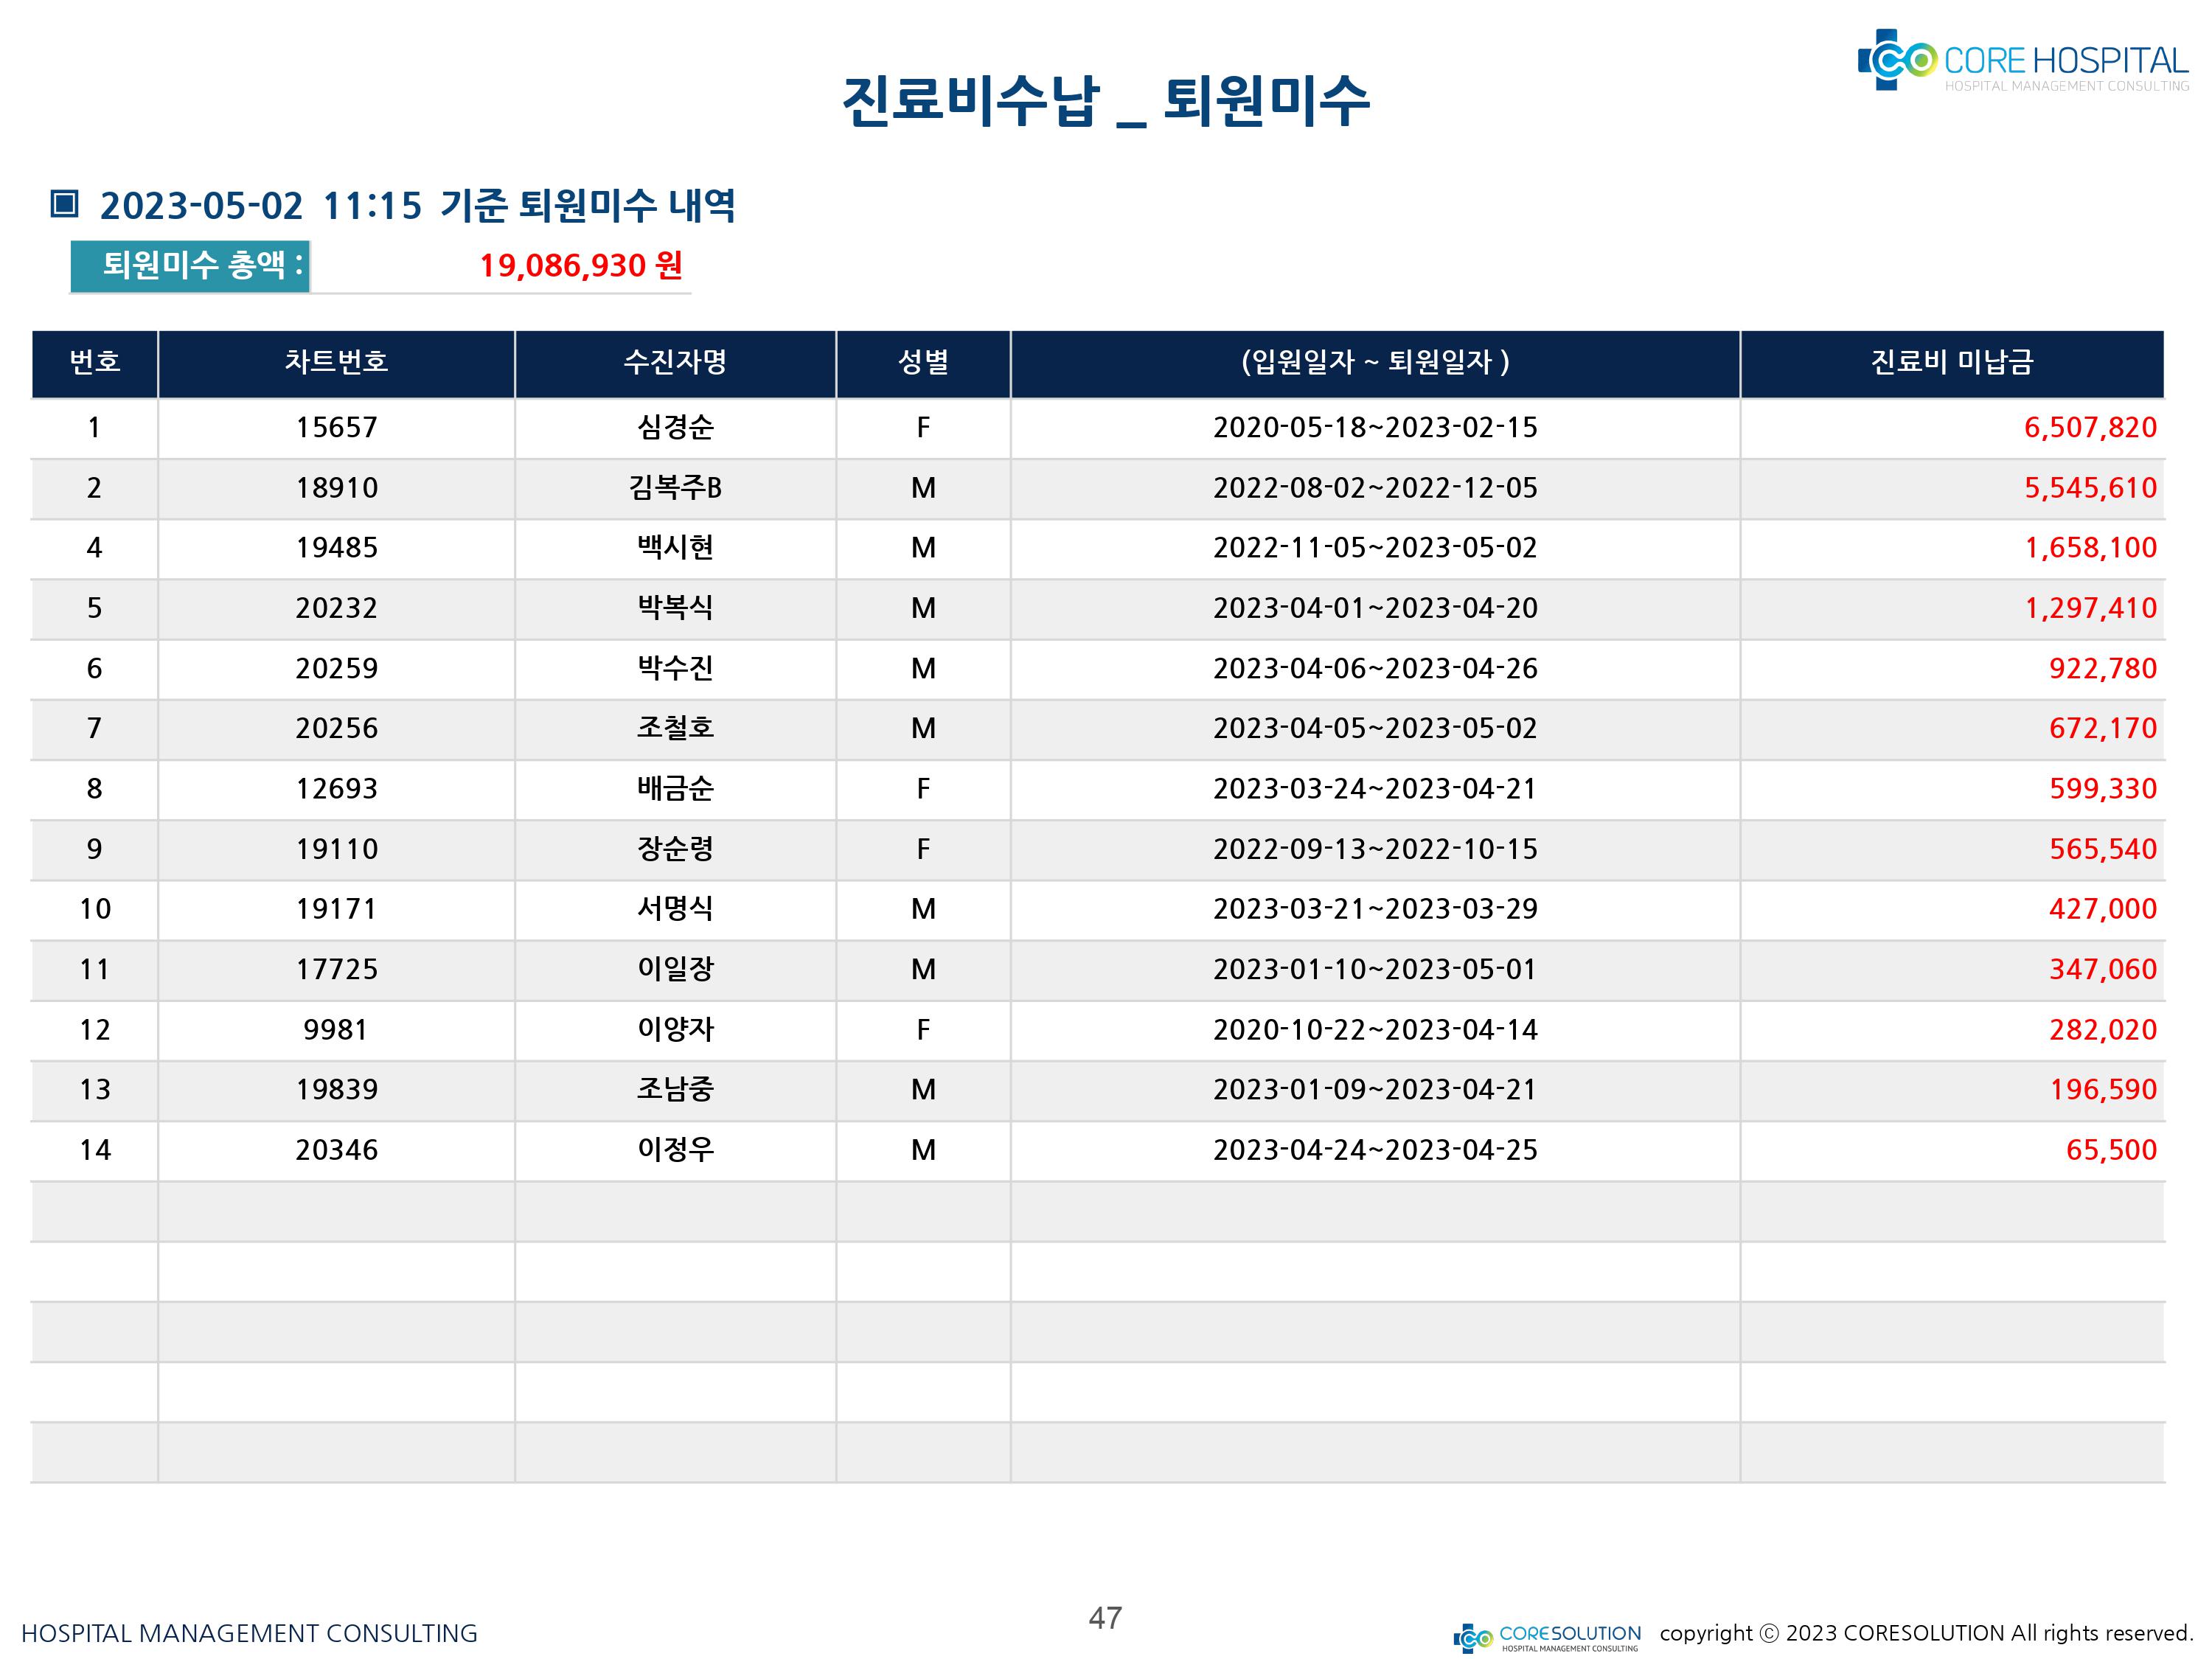 CORE HOSPITAL
HOSPITAL MANAGEMENT CONSULTING
진료비수납 _ 퇴원미수
▣ 2023-05-02 11:15 기준 퇴원미수 내역
퇴원미수 총액 : 19,086,930 원
번호 차트번호 수진자명 성별 (입원일자 ~ 퇴원일자 ) 진료비 미납금
1 15657 심경순 F 2020-05-18~2023-02-15 6,507,820
2 18910 김복주B M 2022-08-02~2022-12-05 5,545,610
4 19485 백시현 M 2022-11-05~2023-05-02 1,658,100
5 20232 박복식 M 2023-04-01~2023-04-20 1,297,410
6 20259 박수진 M 2023-04-06~2023-04-26 922,780
7 20256 조철호 M 2023-04-05~2023-05-02 672,170
8 12693 배금순 F 2023-03-24~2023-04-21 599,330
9 19110 장순령 F 2022-09-13~2022-10-15 565,540
10 19171 서명식 M 2023-03-21~2023-03-29 427,000
11 17725 이일장 M 2023-01-10~2023-05-01 347,060
12 9981 이양자 F 2020-10-22~2023-04-14 282,020
13 19839 조남중 M 2023-01-09~2023-04-21 196,590
14 20346 이정우 M 2023-04-24~2023-04-25 65,500
HOSPITAL MANAGEMENT CONSULTING
47
CORESOLUTION
HOSPITAL MANAGEMENT CONSULTING
copyright ⓒ 2023 CORESOLUTION All rights reserved.